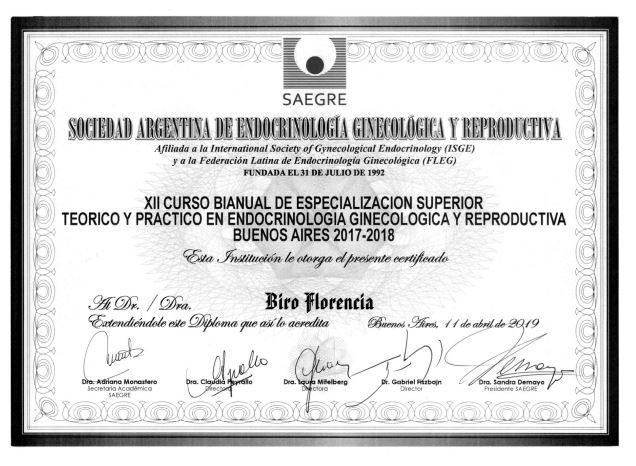 SAEGRE
SOCIEDAD ARGENTINA DE ENDOCRINOLOGÍA GINECOLÓGICA Y REPRODUCTIVA
Afiliada a la International Society of Gynecological Endocrinology (ISGE)
y a la Federación Latina de Endocrinología Ginecológica (FLEG)
FUNDADA EL 31 DE JULIO DE 1992
XII CURSO BIANUAL DE ESPECIALIZACION SUPERIOR
TEORICO Y PRACTICO EN ENDOCRINOLOGIA GINECOLOGICA Y REPRODUCTIVA
BUENOS AIRES 2017-2018
Esta Institución le otorga el presente certificado
Al Dr. / Dra. Biro Florencia
Extendiéndole este Diploma que así lo acredita Buenos Aires, 11 de abril de 2019
Dra. Adriana Monastero Dra. Claudia Peyrallo Dra. Laura Mitelberg Dr. Gabriel Fiszbajn Dra. Sandra Demayo
Secretaria Académica Directora Directora Director Presidente SAEGRE
SAEGRE